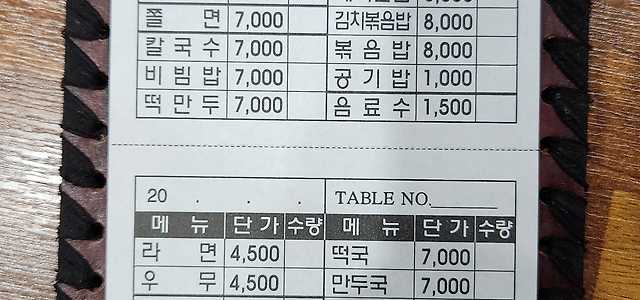 쫄 면 7,000 김치볶음밥 8,000
칼국수 7,000 볶음밥 8,000
비빔밥 7,000 공기밥 1,000
떡만두 7,000 음료수 1,500
20 . . . TABLE NO.
메 뉴 단가 수량 메 뉴 단가 수량
라 면 4,500 떡국 7,000
우 무 4,500 만두국 7,000